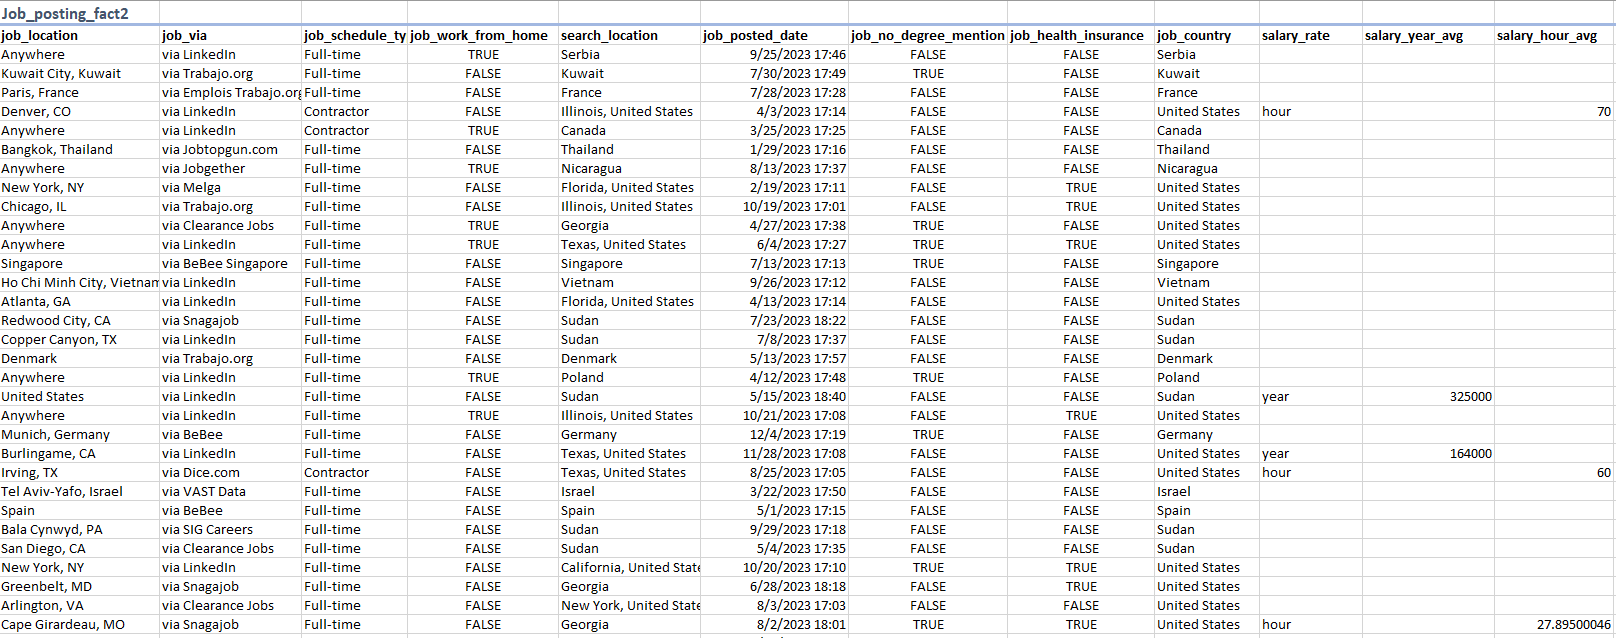 Job_posting_fact2
job_location job_via job_schedule_ty job_work_from_home search_location job_posted_date job_no_degree_mention job_health_insurance job_country salary_rate salary_year_avg salary_hour_avg
Anywhere via LinkedIn Full-time TRUE Serbia 9/25/2023 17:46 FALSE FALSE Serbia
Kuwait City, Kuwait via Trabajo.org Full-time FALSE Kuwait 7/30/2023 17:49 TRUE FALSE Kuwait
Paris, France via Emplois Trabajo.org Full-time FALSE France 7/28/2023 17:28 FALSE FALSE France
Denver, CO via LinkedIn Contractor FALSE Illinois, United States 4/3/2023 17:14 FALSE FALSE United States hour 70
Anywhere via LinkedIn Contractor TRUE Canada 3/25/2023 17:25 FALSE FALSE Canada
Bangkok, Thailand via Jobtopgun.com Full-time FALSE Thailand 1/29/2023 17:16 FALSE FALSE Thailand
Anywhere via Jobgether Full-time TRUE Nicaragua 8/13/2023 17:37 FALSE FALSE Nicaragua
New York, NY via Melga Full-time FALSE Florida, United States 2/19/2023 17:11 FALSE TRUE United States
Chicago, IL via Trabajo.org Full-time FALSE Illinois, United States 10/19/2023 17:01 FALSE TRUE United States
Anywhere via Clearance Jobs Full-time TRUE Georgia 4/27/2023 17:38 TRUE FALSE United States
Anywhere via LinkedIn Full-time TRUE Texas, United States 6/4/2023 17:27 TRUE TRUE United States
Singapore via BeBee Singapore Full-time FALSE Singapore 7/13/2023 17:13 TRUE FALSE Singapore
Ho Chi Minh City, Vietnam via LinkedIn Full-time FALSE Vietnam 9/26/2023 17:12 FALSE FALSE Vietnam
Atlanta, GA via LinkedIn Full-time FALSE Florida, United States 4/13/2023 17:14 FALSE FALSE United States
Redwood City, CA via Snagajob Full-time FALSE Sudan 7/23/2023 18:22 FALSE FALSE Sudan
Copper Canyon, TX via LinkedIn Full-time FALSE Sudan 7/8/2023 17:37 FALSE FALSE Sudan
Denmark via Trabajo.org Full-time FALSE Denmark 5/13/2023 17:57 FALSE FALSE Denmark
Anywhere via LinkedIn Full-time TRUE Poland 4/12/2023 17:48 TRUE FALSE Poland
United States via LinkedIn Full-time FALSE Sudan 5/15/2023 18:40 FALSE FALSE Sudan year 325000
Anywhere via LinkedIn Full-time TRUE Illinois, United States 10/21/2023 17:08 FALSE TRUE United States
Munich, Germany via BeBee Full-time FALSE Germany 12/4/2023 17:19 TRUE FALSE Germany
Burlingame, CA via LinkedIn Full-time FALSE Texas, United States 11/28/2023 17:08 FALSE FALSE United States year 164000
Irving, TX via Dice.com Contractor FALSE Texas, United States 8/25/2023 17:05 FALSE FALSE United States hour 60
Tel Aviv-Yafo, Israel via VAST Data Full-time FALSE Israel 3/22/2023 17:50 FALSE FALSE Israel
Spain via BeBee Full-time FALSE Spain 5/1/2023 17:15 FALSE FALSE Spain
Bala Cynwyd, PA via SIG Careers Full-time FALSE Sudan 9/29/2023 17:18 FALSE FALSE Sudan
San Diego, CA via Clearance Jobs Full-time FALSE Sudan 5/4/2023 17:35 FALSE FALSE Sudan
New York, NY via LinkedIn Full-time FALSE California, United State 10/20/2023 17:10 TRUE TRUE United States
Greenbelt, MD via Snagajob Full-time FALSE Georgia 6/28/2023 18:18 FALSE TRUE United States
Arlington, VA via Clearance Jobs Full-time FALSE New York, United State 8/3/2023 17:03 FALSE FALSE United States
Cape Girardeau, MO via Snagajob Full-time FALSE Georgia 8/2/2023 18:01 TRUE TRUE United States hour 27.89500046